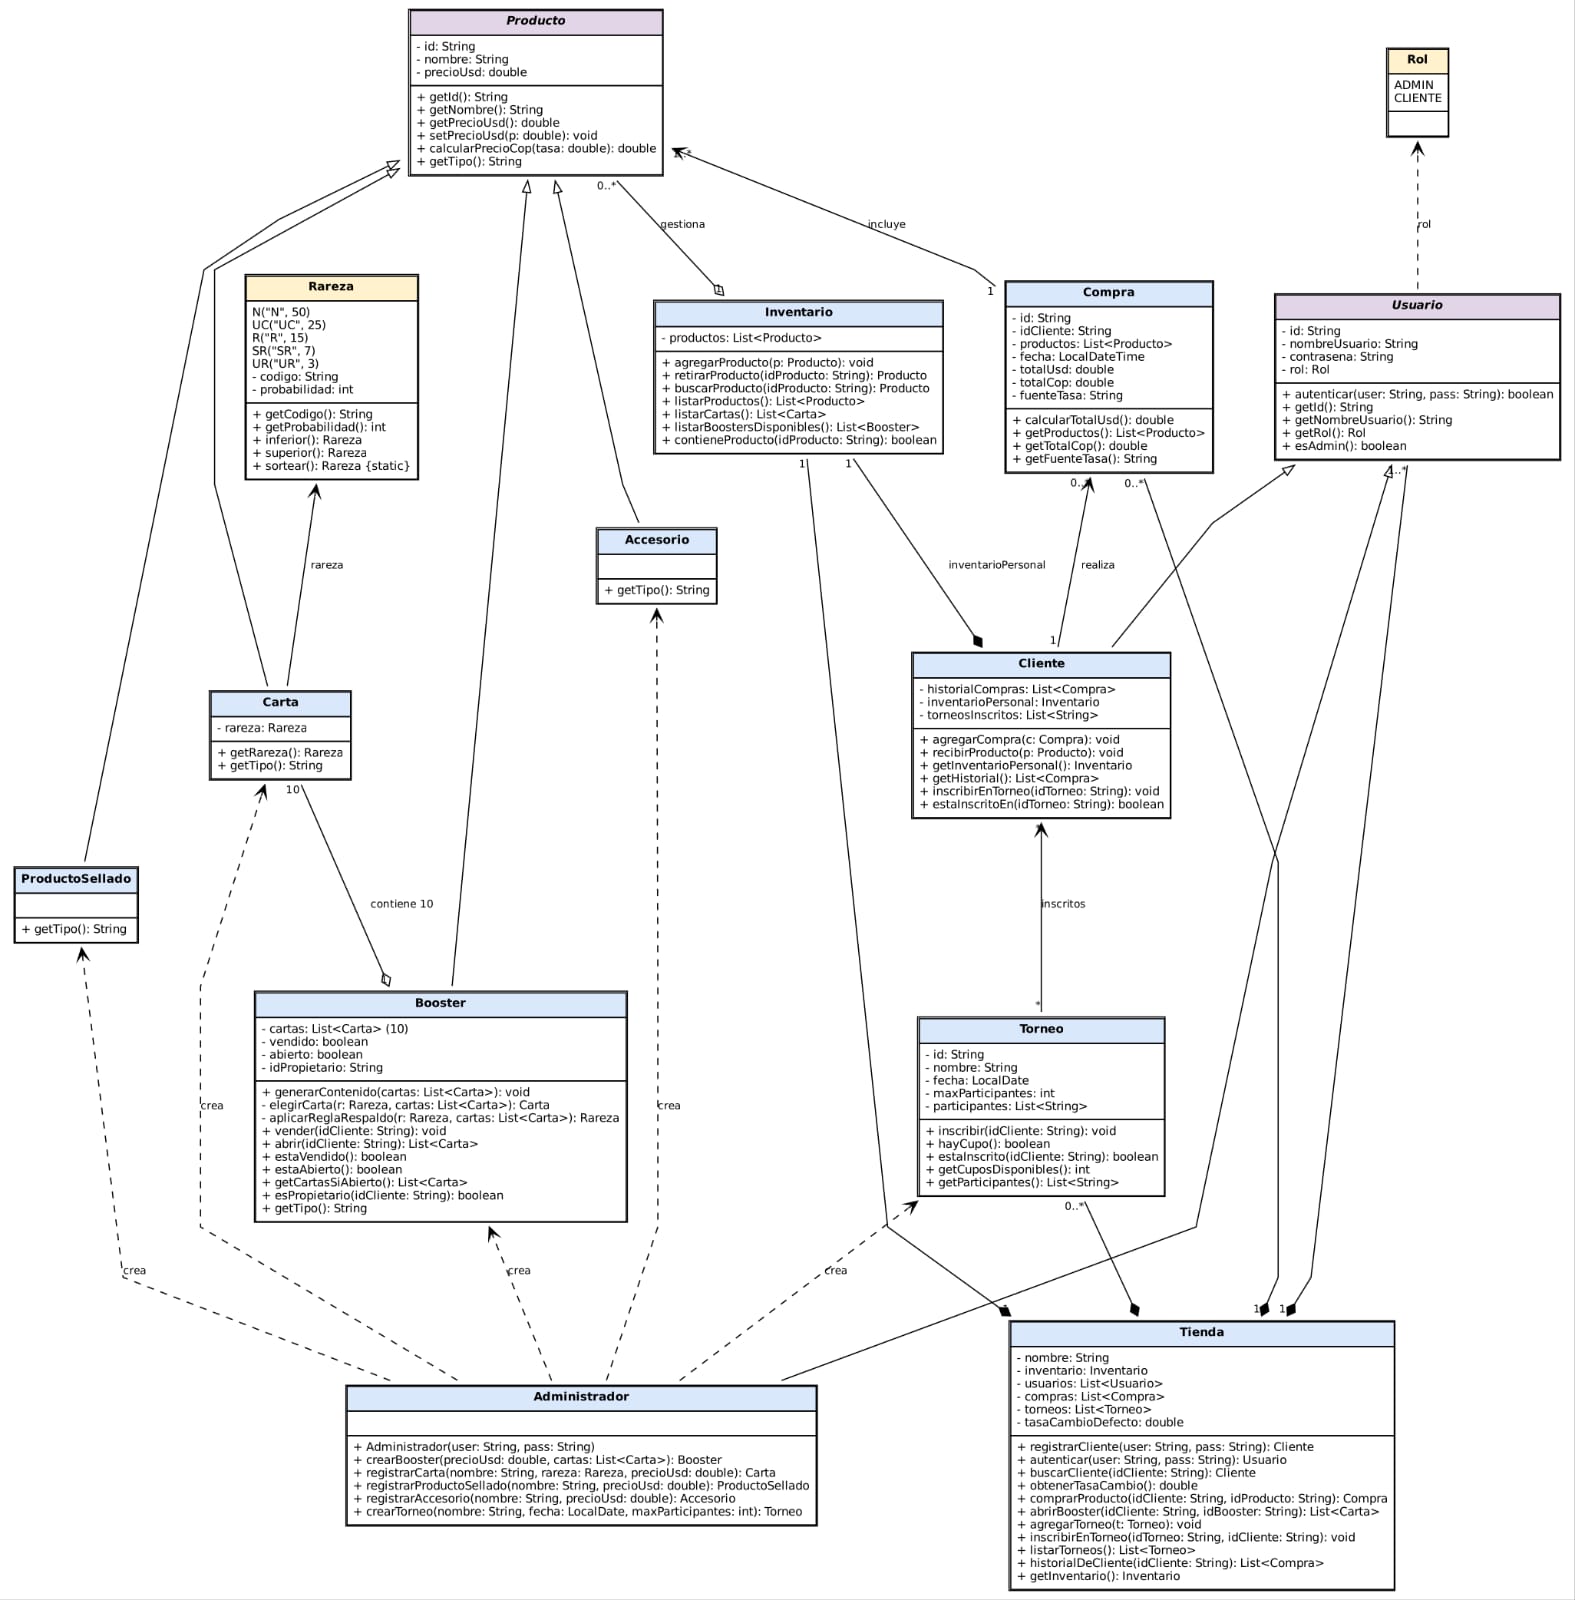 Producto
- id: String
- nombre: String
- precioUsd: double
+ getId(): String
+ getNombre(): String
+ getPrecioUsd(): double
+ setPrecioUsd(p: double): void
+ calcularPrecioCop(tasa: double): double
+ getTipo(): String
Rol
ADMIN
CLIENTE
0..*
gestiona
incluye
1
rol
Rareza
N("N", 50)
UC("UC", 25)
R("R", 15)
SR("SR", 7)
UR("UR", 3)
- codigo: String
- probabilidad: int
+ getCodigo(): String
+ getProbabilidad(): int
+ inferior(): Rareza
+ superior(): Rareza
+ sortear(): Rareza {static}
Inventario
- productos: List<Producto>
+ agregarProducto(p: Producto): void
+ retirarProducto(idProducto: String): Producto
+ buscarProducto(idProducto: String): Producto
+ listarProductos(): List<Producto>
+ listarCartas(): List<Carta>
+ listarBoostersDisponibles(): List<Booster>
+ contieneProducto(idProducto: String): boolean
1
1
Compra
- id: String
- idCliente: String
- productos: List<Producto>
- fecha: LocalDateTime
- totalUsd: double
- totalCop: double
- fuenteTasa: String
+ calcularTotalUsd(): double
+ getProductos(): List<Producto>
+ getTotalCop(): double
+ getFuenteTasa(): String
0..*
Usuario
- id: String
- nombreUsuario: String
- contrasena: String
- rol: Rol
+ autenticar(user: String, pass: String): boolean
+ getId(): String
+ getNombreUsuario(): String
+ getRol(): Rol
+ esAdmin(): boolean
rareza
Accesorio
+ getTipo(): String
inventarioPersonal
realiza
1
Carta
- rareza: Rareza
+ getRareza(): Rareza
+ getTipo(): String
10
Cliente
- historialCompras: List<Compra>
- inventarioPersonal: Inventario
- torneosInscritos: List<String>
+ agregarCompra(c: Compra): void
+ recibirProducto(p: Producto): void
+ getInventarioPersonal(): Inventario
+ getHistorial(): List<Compra>
+ inscribirEnTorneo(idTorneo: String): void
+ estaInscritoEn(idTorneo: String): boolean
ProductoSellado
+ getTipo(): String
contiene 10
inscritos
*
Booster
- cartas: List<Carta> (10)
- vendido: boolean
- abierto: boolean
- idPropietario: String
+ generarContenido(cartas: List<Carta>): void
- elegirCarta(r: Rareza, cartas: List<Carta>): Carta
- aplicarReglaRespaldo(r: Rareza, cartas: List<Carta>): Rareza
+ vender(idCliente: String): void
+ abrir(idCliente: String): List<Carta>
+ estaVendido(): boolean
+ estaAbierto(): boolean
+ getCartasSiAbierto(): List<Carta>
+ esPropietario(idCliente: String): boolean
+ getTipo(): String
Torneo
- id: String
- nombre: String
- fecha: LocalDate
- maxParticipantes: int
- participantes: List<String>
+ inscribir(idCliente: String): void
+ hayCupo(): boolean
+ estaInscrito(idCliente: String): boolean
+ getCuposDisponibles(): int
+ getParticipantes(): List<String>
0..*
crea
crea
crea
crea
crea
1
1
Administrador
+ Administrador(user: String, pass: String)
+ crearBooster(precioUsd: double, cartas: List<Carta>): Booster
+ registrarCarta(nombre: String, rareza: Rareza, precioUsd: double): Carta
+ registrarProductoSellado(nombre: String, precioUsd: double): ProductoSellado
+ registrarAccesorio(nombre: String, precioUsd: double): Accesorio
+ crearTorneo(nombre: String, fecha: LocalDate, maxParticipantes: int): Torneo
Tienda
- nombre: String
- inventario: Inventario
- usuarios: List<Usuario>
- compras: List<Compra>
- torneos: List<Torneo>
- tasaCambioDefecto: double
+ registrarCliente(user: String, pass: String): Cliente
+ autenticar(user: String, pass: String): Usuario
+ buscarCliente(idCliente: String): Cliente
+ obtenerTasaCambio(): double
+ comprarProducto(idCliente: String, idProducto: String): Compra
+ abrirBooster(idCliente: String, idBooster: String): List<Carta>
+ agregarTorneo(t: Torneo): void
+ inscribirEnTorneo(idTorneo: String, idCliente: String): void
+ listarTorneos(): List<Torneo>
+ historialDeCliente(idCliente: String): List<Compra>
+ getInventario(): Inventario